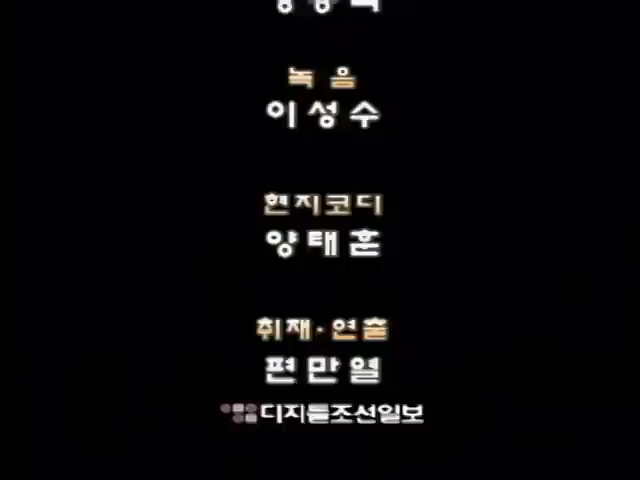 녹 음
이 성 수
현지코디
양 태 훈
취재·연출
편 만 열
디지틀조선일보